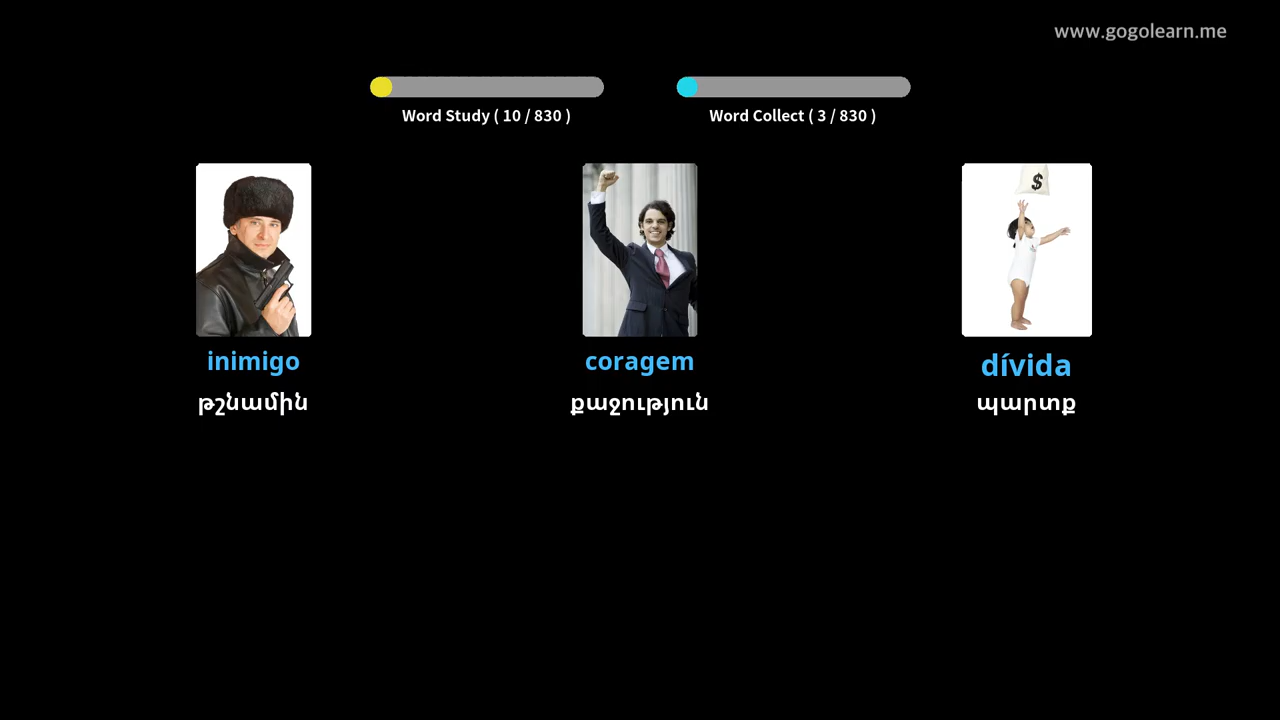 www.gogolearn.me
Word Study ( 10 / 830 )
Word Collect ( 3 / 830 )
$
inimigo
coragem
dívida
թշնամին
քաջություն
պարտք